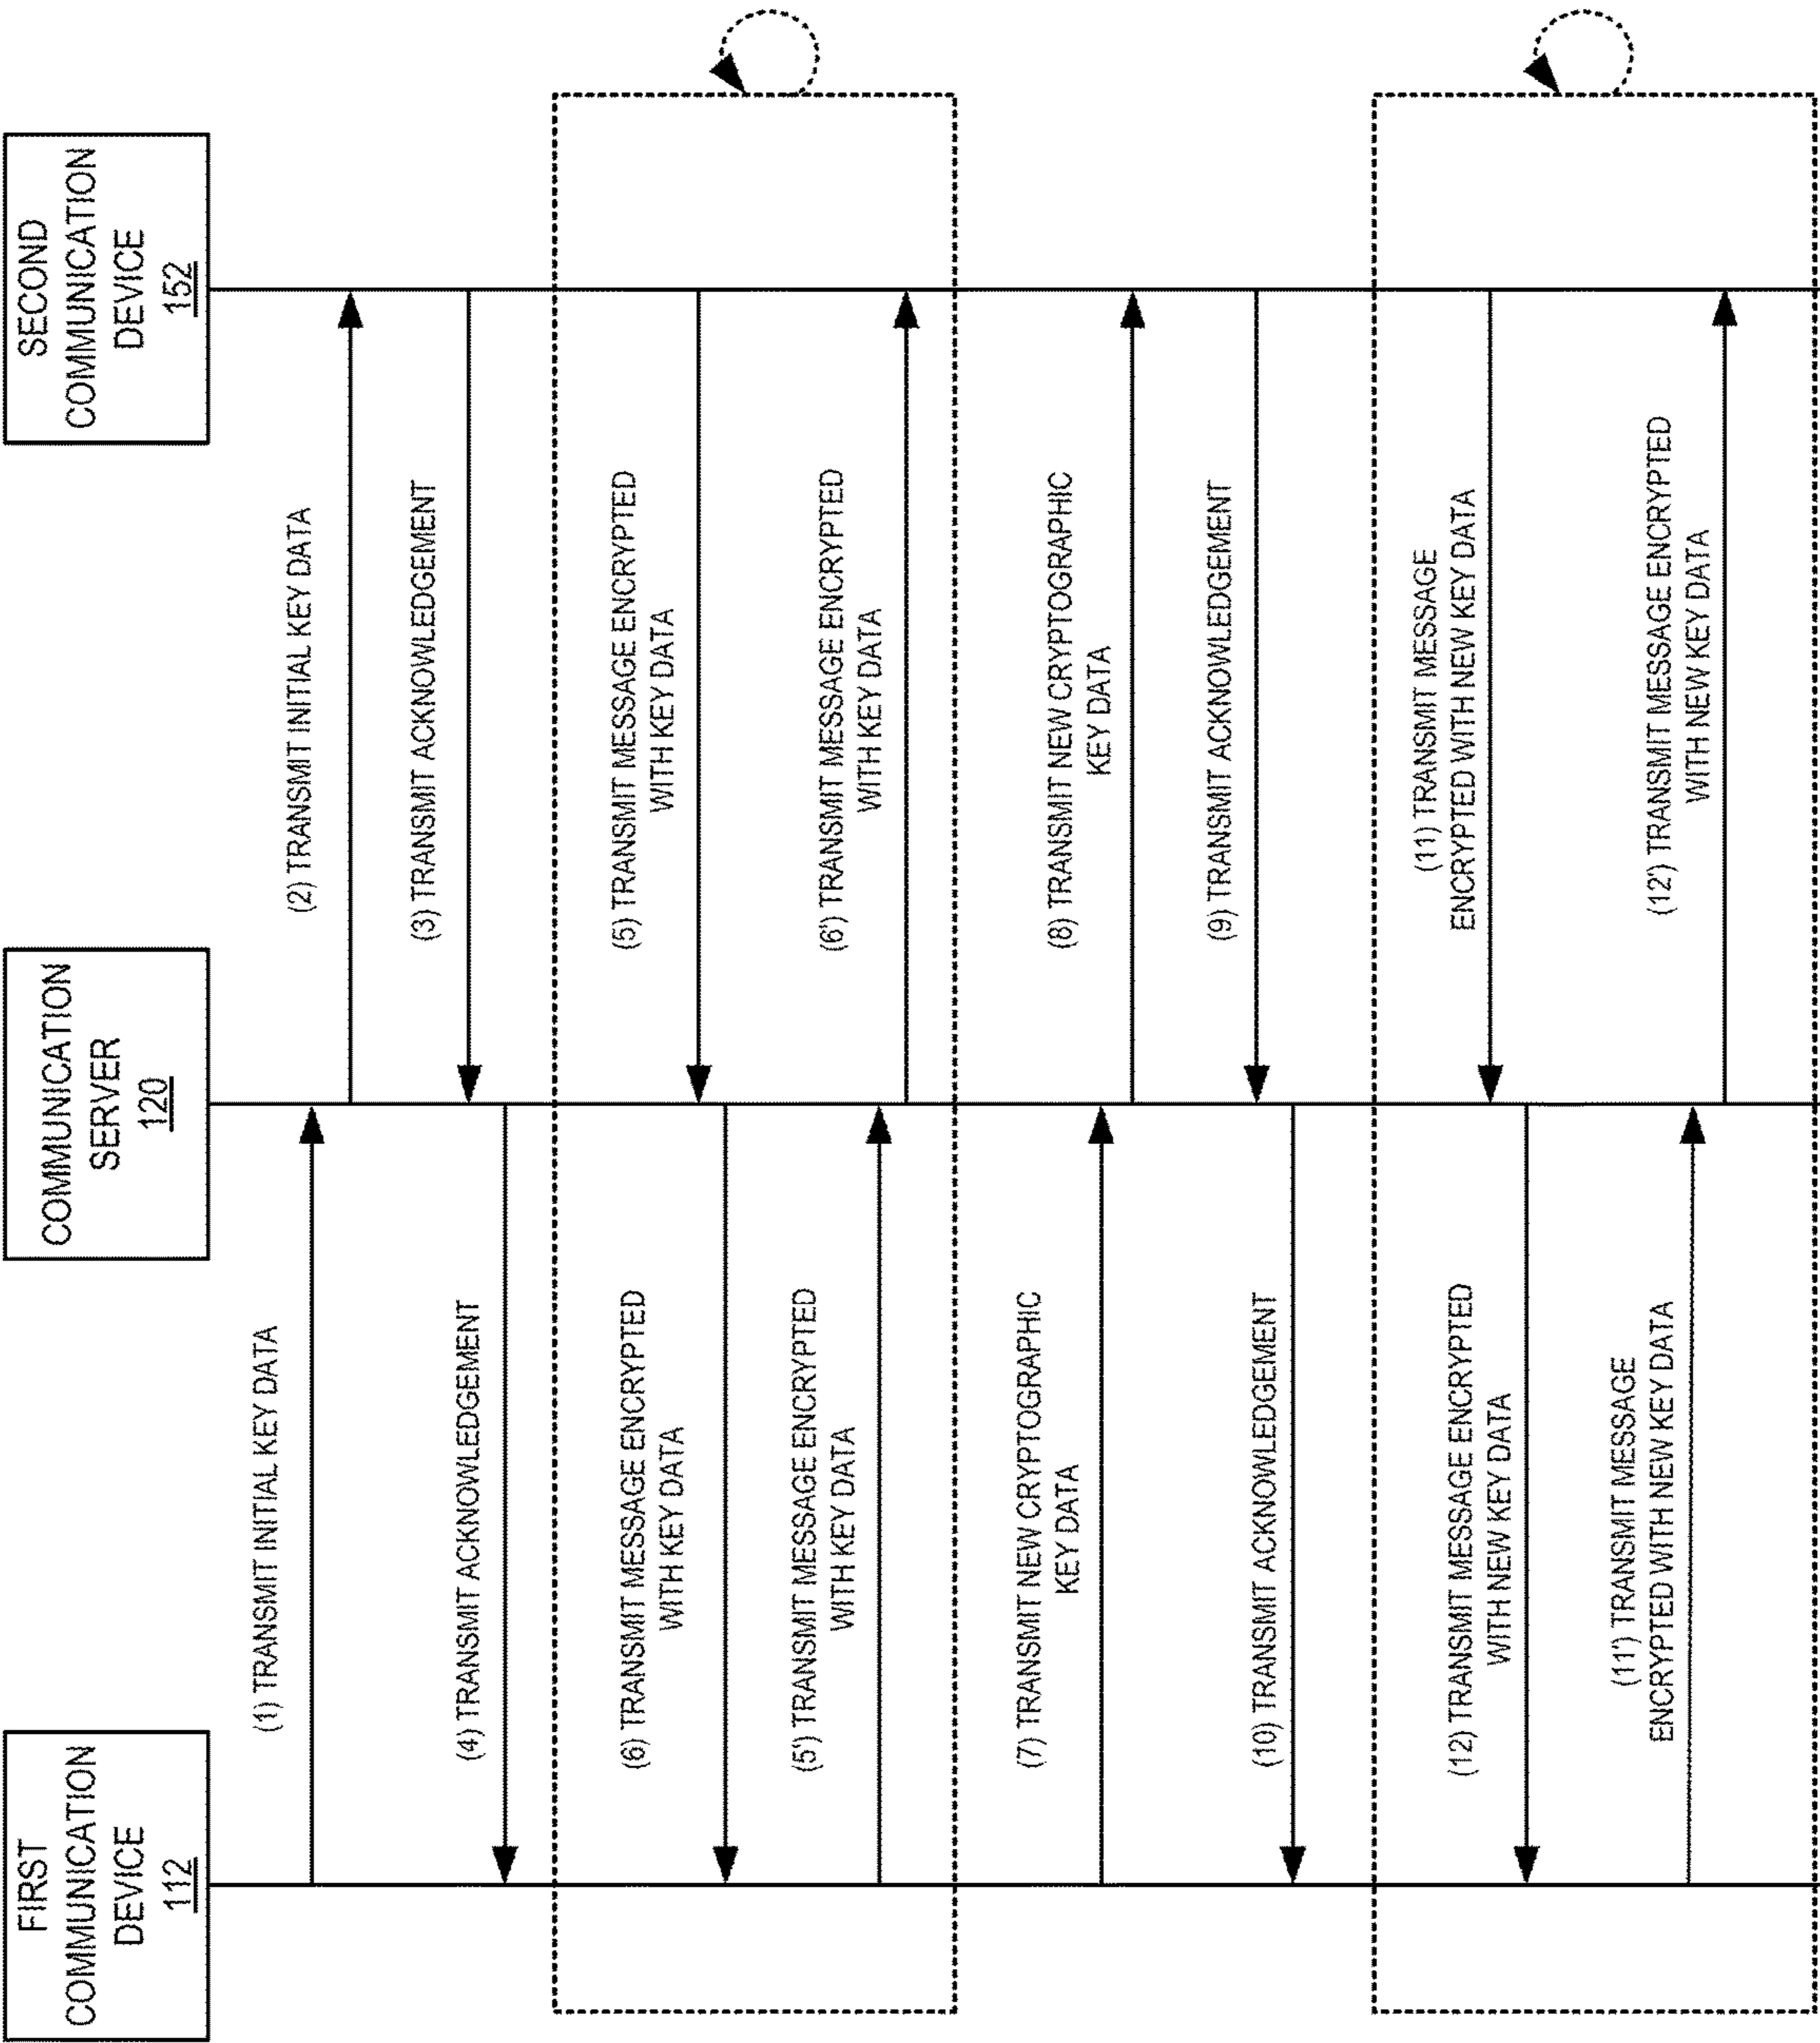 FIRST
COMMUNICATION
DEVICE
112
COMMUNICATION
SERVER
120
SECOND
COMMUNICATION
DEVICE
152
(1) TRANSMIT INITIAL KEY DATA
(2) TRANSMIT INITIAL KEY DATA
(3) TRANSMIT ACKNOWLEDGEMENT
(4) TRANSMIT ACKNOWLEDGEMENT
(5) TRANSMIT MESSAGE ENCRYPTED
WITH KEY DATA
(6) TRANSMIT MESSAGE ENCRYPTED
WITH KEY DATA
(5') TRANSMIT MESSAGE ENCRYPTED
WITH KEY DATA
(6') TRANSMIT MESSAGE ENCRYPTED
WITH KEY DATA
(7) TRANSMIT NEW CRYPTOGRAPHIC
KEY DATA
(8) TRANSMIT NEW CRYPTOGRAPHIC
KEY DATA
(9) TRANSMIT ACKNOWLEDGEMENT
(10) TRANSMIT ACKNOWLEDGEMENT
(11) TRANSMIT MESSAGE
ENCRYPTED WITH NEW KEY DATA
(12) TRANSMIT MESSAGE ENCRYPTED
WITH NEW KEY DATA
(11') TRANSMIT MESSAGE
ENCRYPTED WITH NEW KEY DATA
(12') TRANSMIT MESSAGE ENCRYPTED
WITH NEW KEY DATA